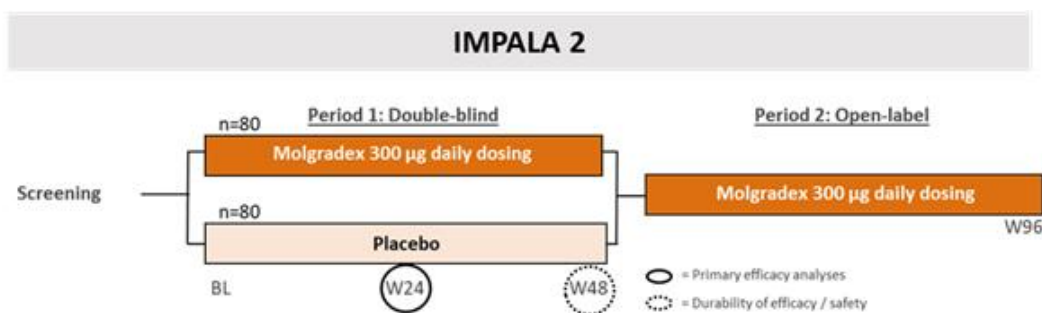 IMPALA 2
Period 1: Double-blind
Period 2: Open-label
n=80
Molgradex 300 µg daily dosing
Screening
Molgradex 300 µg daily dosing
n=80
Placebo
W96
BL
W24
W48
= Primary efficacy analyses
= Durability of efficacy / safety